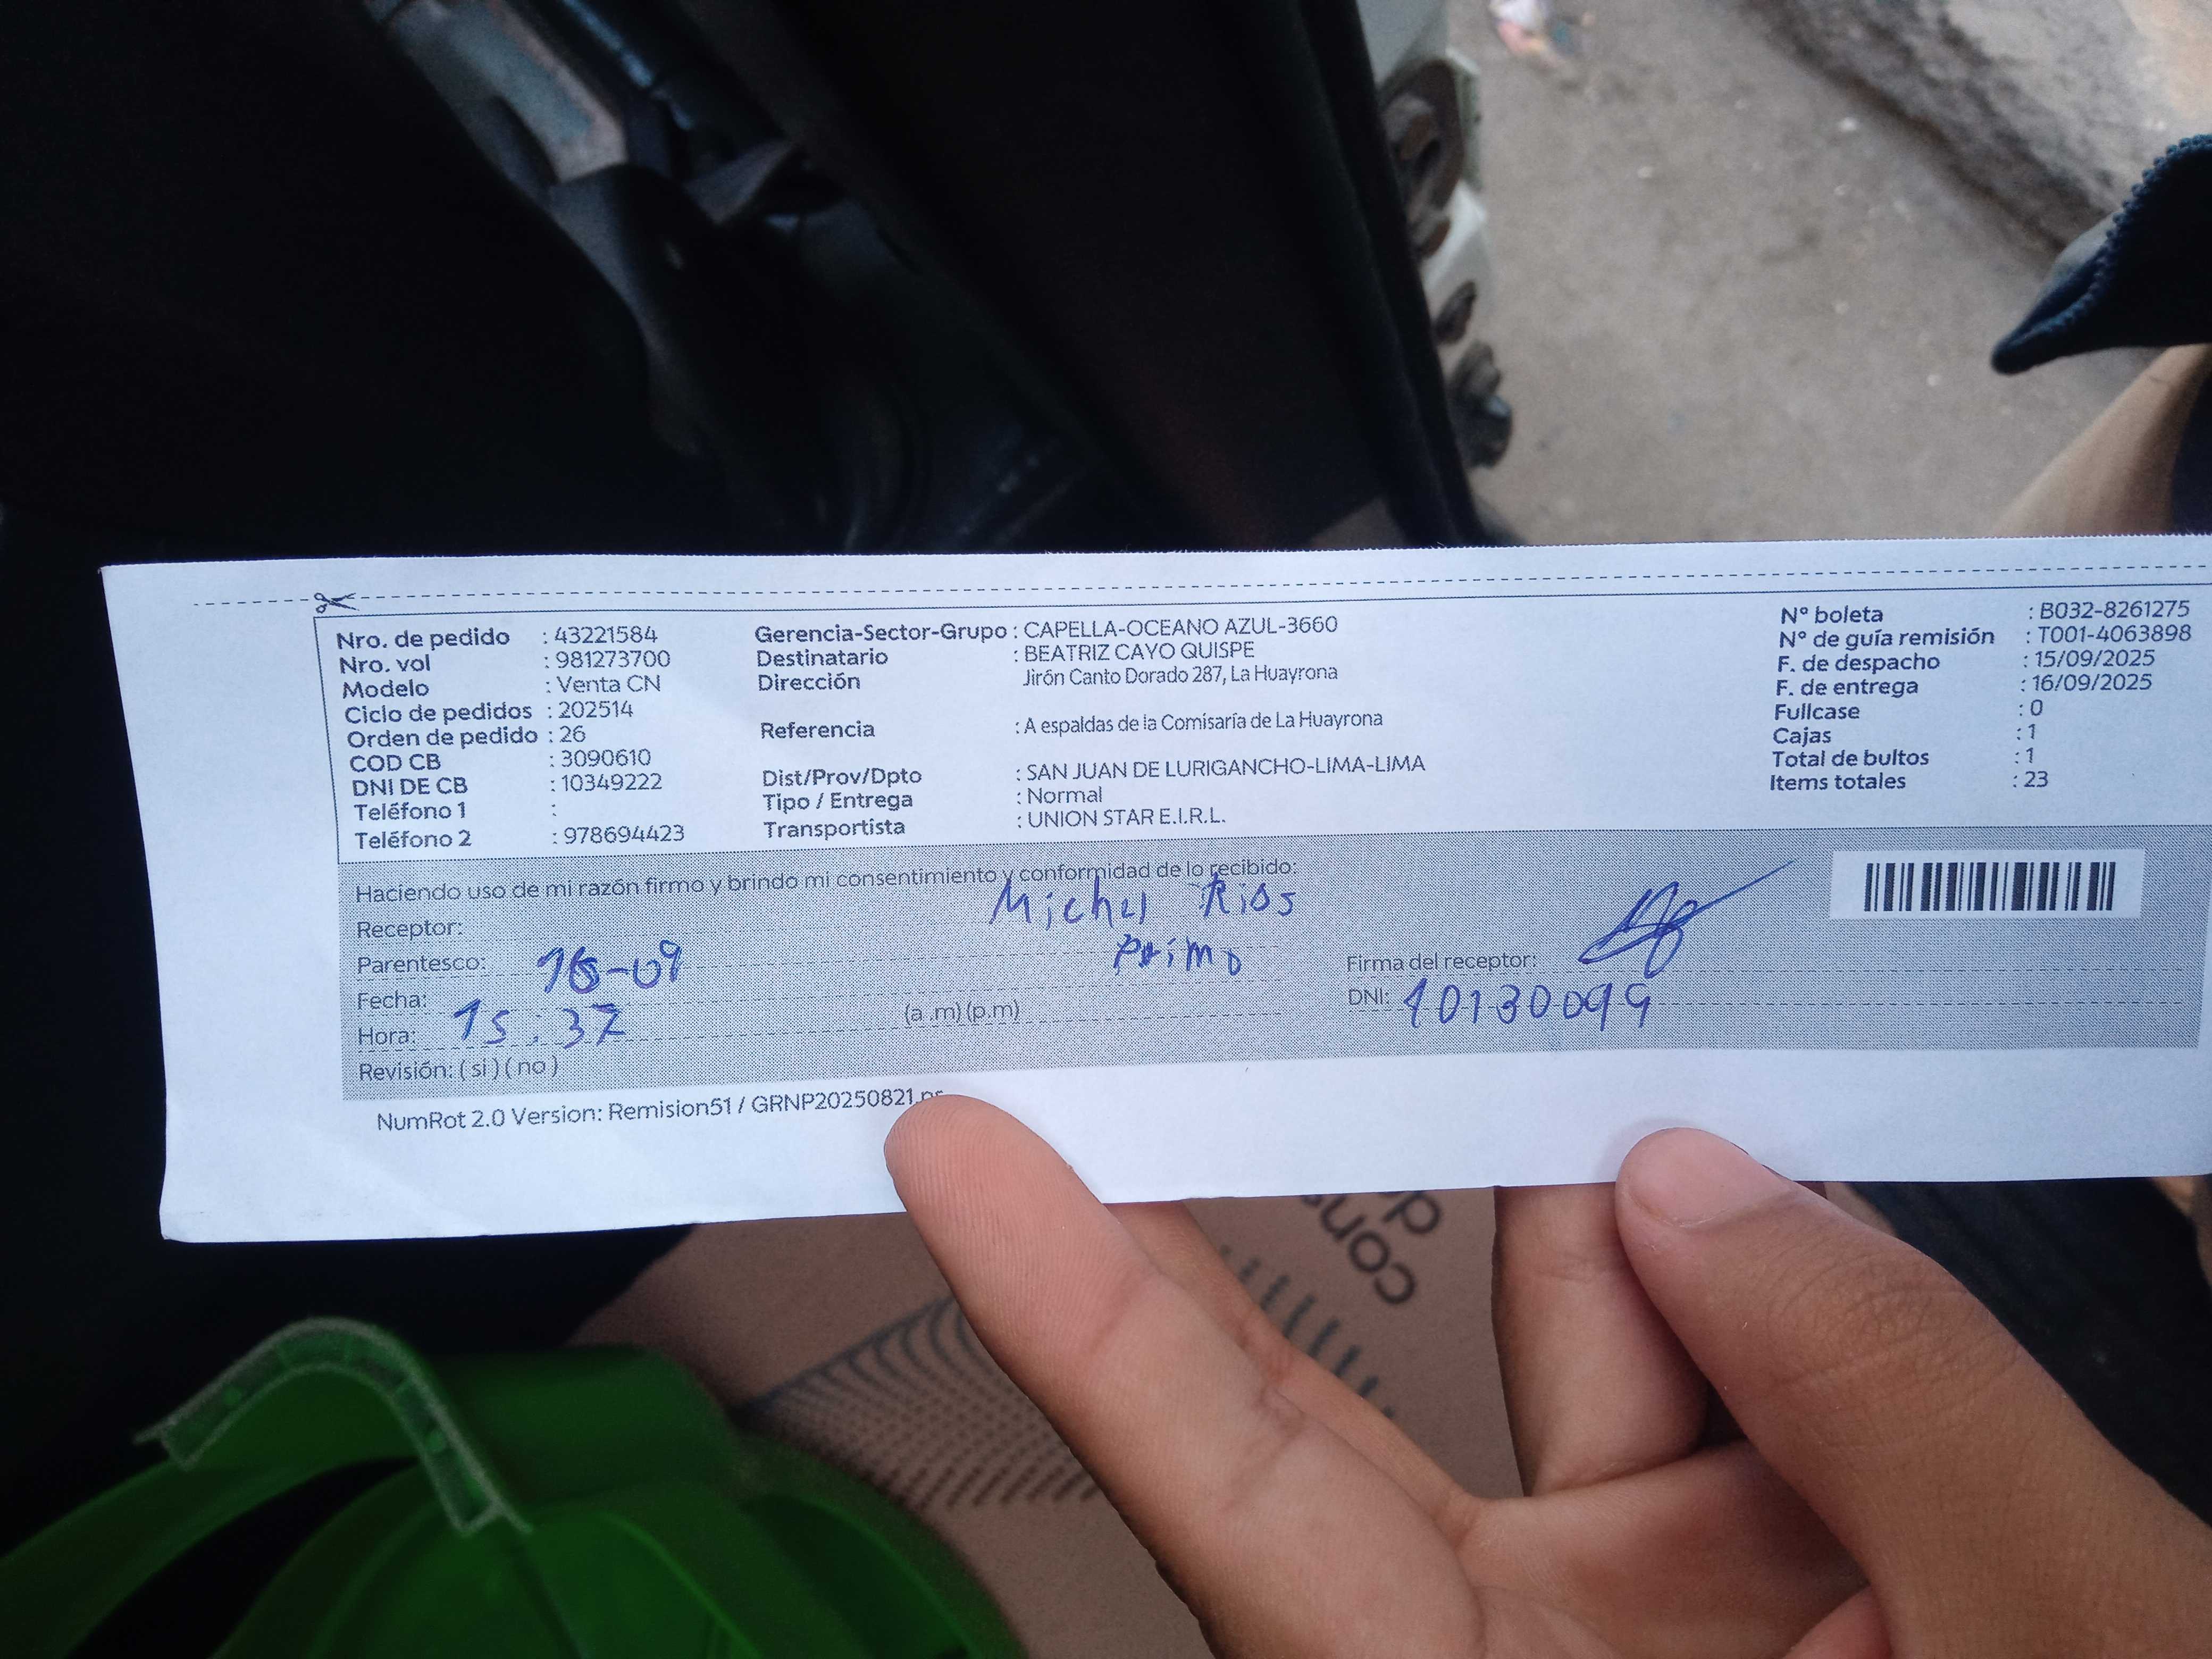 Nro. de pedido : 43221584
Nro. vol : 981273700
Modelo : Venta CN
Ciclo de pedidos : 202514
Orden de pedido : 26
COD CB : 3090610
DNI DE CB : 10349222
Teléfono 1 :
Teléfono 2 : 978694423
Gerencia-Sector-Grupo : CAPELLA-OCEANO AZUL-3660
Destinatario : BEATRIZ CAYO QUISPE
Dirección Jirón Canto Dorado 287, La Huayrona
Referencia : A espaldas de la Comisaría de La Huayrona
Dist/Prov/Dpto : SAN JUAN DE LURIGANCHO-LIMA-LIMA
Tipo / Entrega : Normal
Transportista : UNION STAR E.I.R.L.
N° boleta : B032-8261275
N° de guía remisión : T001-4063898
F. de despacho : 15/09/2025
F. de entrega : 16/09/2025
Fullcase : 0
Cajas : 1
Total de bultos : 1
Items totales : 23
Haciendo uso de mi razón firmo y brindo mi consentimiento y conformidad de lo recibido:
Receptor: Michel Rios
Parentesco: Primo
Fecha: 16-09
Hora: 15:37 (a .m) (p.m)
Revisión: ( si ) ( no )
Firma del receptor:
DNI: 10130099
NumRot 2.0 Version: Remision51 / GRNP20250821